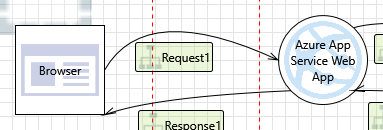 Browser
Request1
Azure App
Service Web
App
Response1